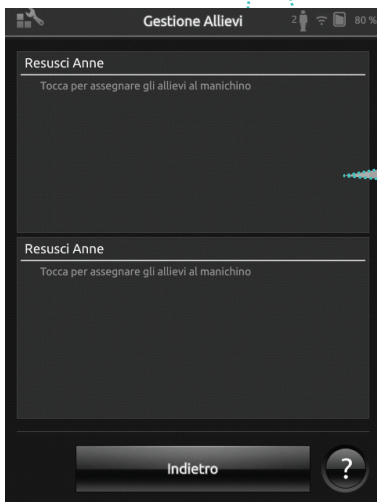 Gestione Allievi
2 80 %
Resusci Anne
Tocca per assegnare gli allievi al manichino
Resusci Anne
Tocca per assegnare gli allievi al manichino
Indietro
?